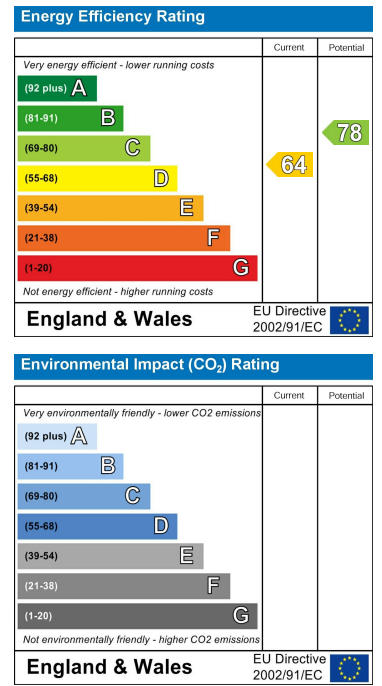 Energy Efficiency Rating
Current Potential
Very energy efficient - lower running costs
(92 plus) A
(81-91) B
78
(69-80) C
64
(55-68) D
(39-54) E
(21-38) F
(1-20) G
Not energy efficient - higher running costs
England & Wales
EU Directive
2002/91/EC
Environmental Impact (CO₂) Rating
Current Potential
Very environmentally friendly - lower CO2 emissions
(92 plus) A
(81-91) B
(69-80) C
(55-68) D
(39-54) E
(21-38) F
(1-20) G
Not environmentally friendly - higher CO2 emissions
England & Wales
EU Directive
2002/91/EC